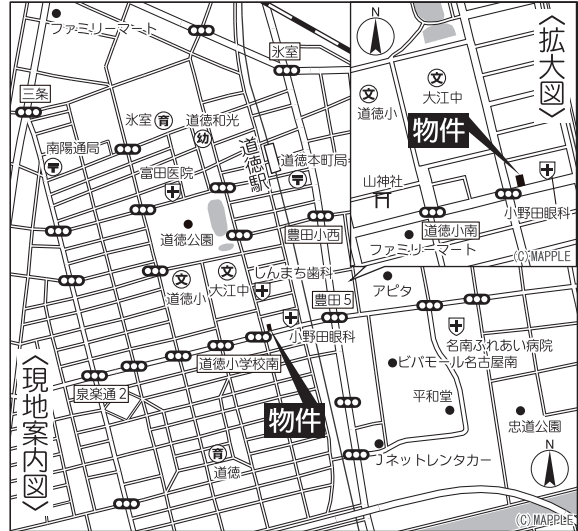 ファミリーマート
氷室
三条
氷室
育
道徳和光
幼
南陽通局
富田医院
道徳駅
道徳本町局
道徳公園
豊田小西
文
道徳小
文
大江中
しんまち歯科
豊田5
アピタ
小野田眼科
道徳小学校南
泉楽通2
物件
名南ふれあい病院
ビバモール名古屋南
平和堂
忠道公園
Jネットレンタカー
育
道徳
N
(C)MAPPLE
〈現地案内図〉
〈拡大図〉
N
文
道徳小
文
大江中
物件
山神社
小野田眼科
道徳小南
ファミリーマート
(C)MAPPLE